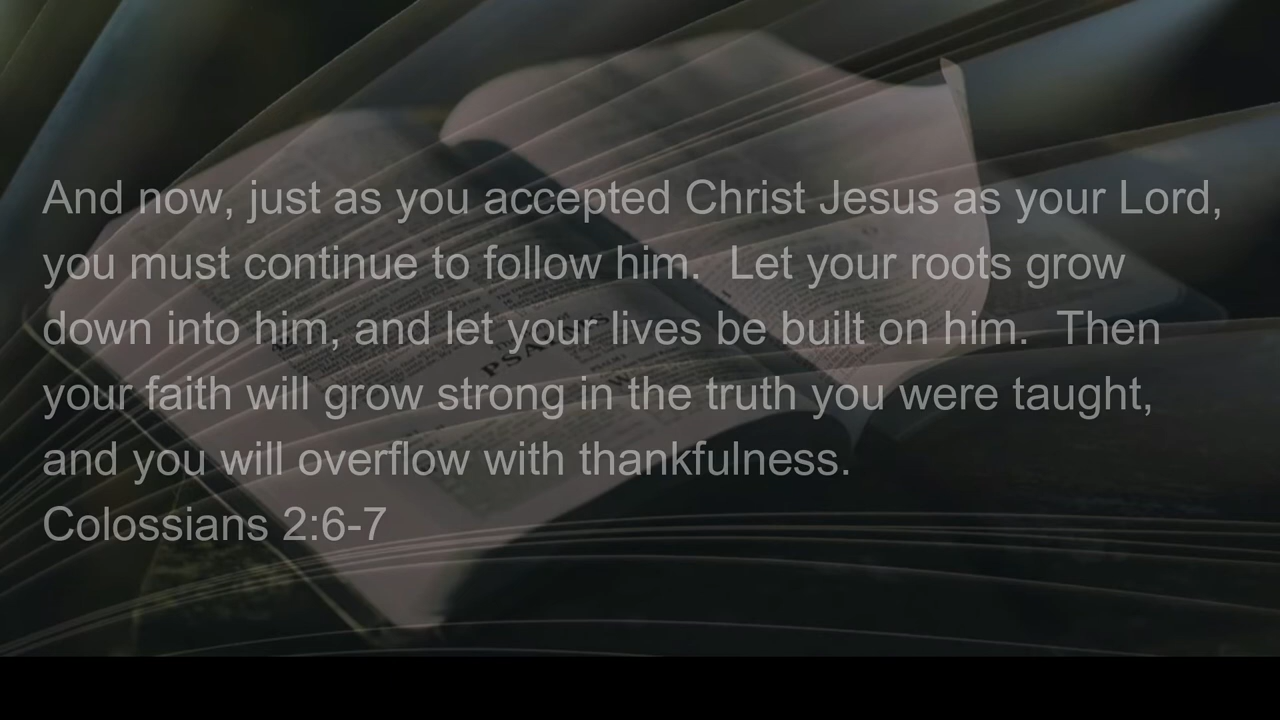 And now, just as you accepted Christ Jesus as your Lord,
you must continue to follow him.  Let your roots grow
down into him, and let your lives be built on him.  Then
your faith will grow strong in the truth you were taught,
and you will overflow with thankfulness.
Colossians 2:6-7
PSALMS